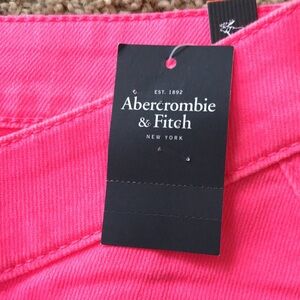 EST. 1892
Abercrombie
& Fitch
NEW YORK